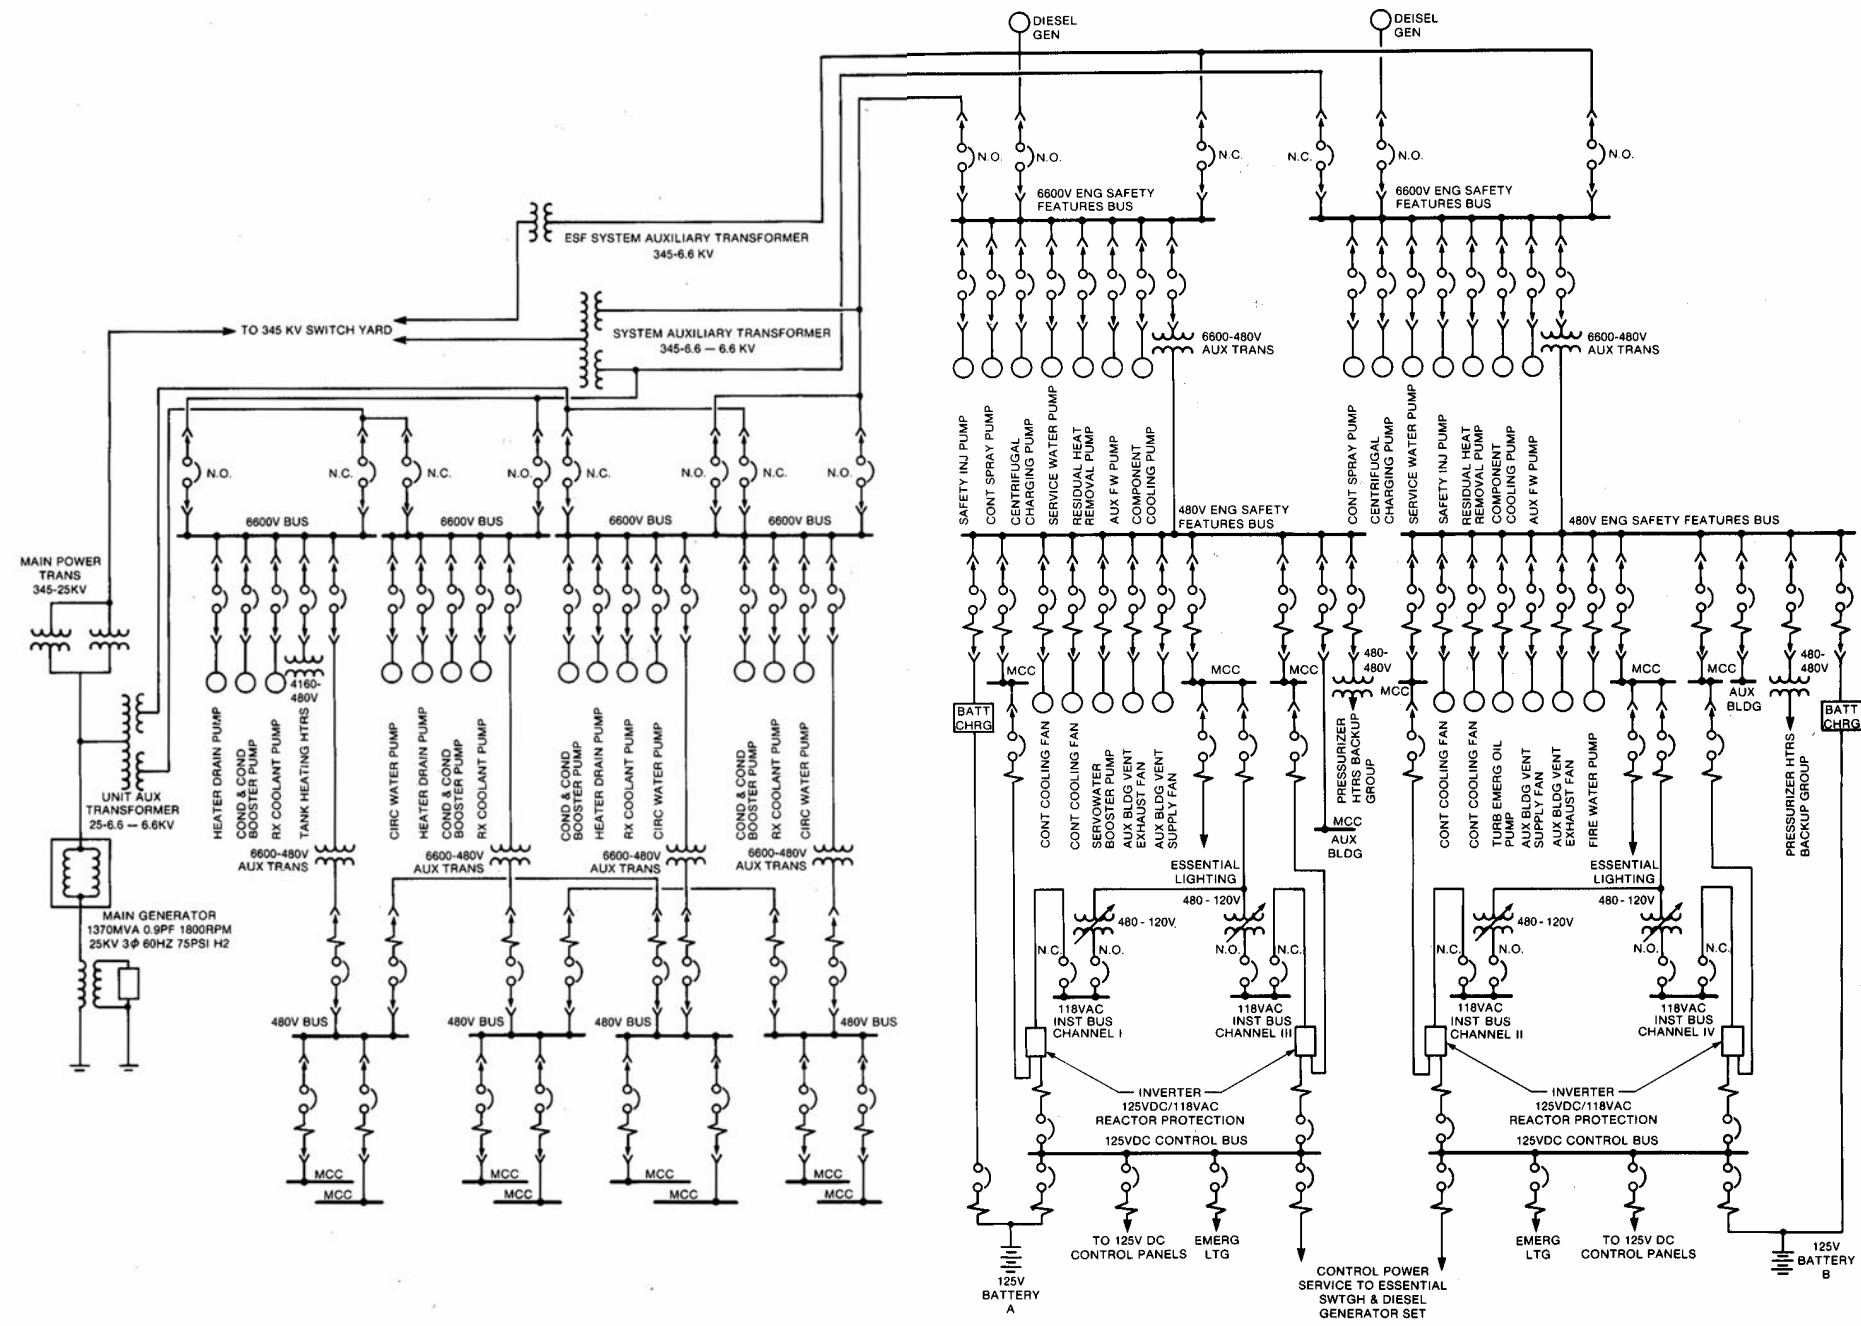 DIESEL
GEN
DEISEL
GEN
N.O.
N.O.
N.C.
N.C.
N.O.
N.O.
6600V ENG SAFETY
FEATURES BUS
6600V ENG SAFETY
FEATURES BUS
ESF SYSTEM AUXILIARY TRANSFORMER
345-6.6 KV
TO 345 KV SWITCH YARD
SYSTEM AUXILIARY TRANSFORMER
345-6.6 — 6.6 KV
6600-480V
AUX TRANS
6600-480V
AUX TRANS
SAFETY INJ PUMP
CONT SPRAY PUMP
CENTRIFUGAL
CHARGING PUMP
SERVICE WATER PUMP
RESIDUAL HEAT
REMOVAL PUMP
AUX FW PUMP
COMPONENT
COOLING PUMP
CONT SPRAY PUMP
CENTRIFUGAL
CHARGING PUMP
SERVICE WATER PUMP
SAFETY INJ PUMP
RESIDUAL HEAT
REMOVAL PUMP
COMPONENT
COOLING PUMP
AUX FW PUMP
N.O.
N.C.
N.C.
N.O.
N.C.
N.O.
N.C.
N.O.
6600V BUS
6600V BUS
6600V BUS
6600V BUS
480V ENG SAFETY
FEATURES BUS
480V ENG SAFETY FEATURES BUS
MAIN POWER
TRANS
345-25KV
4160-
480V
HEATER DRAIN PUMP
COND & COND
BOOSTER PUMP
RX COOLANT PUMP
TANK HEATING HTRS
CIRC WATER PUMP
HEATER DRAIN PUMP
COND & COND
BOOSTER PUMP
RX COOLANT PUMP
COND & COND
BOOSTER PUMP
HEATER DRAIN PUMP
RX COOLANT PUMP
CIRC WATER PUMP
COND & COND
BOOSTER PUMP
RX COOLANT PUMP
CIRC WATER PUMP
UNIT AUX
TRANSFORMER
25-6.6 — 6.6KV
6600-480V
AUX TRANS
6600-480V
AUX TRANS
6600-480V
AUX TRANS
6600-480V
AUX TRANS
MAIN GENERATOR
1370MVA 0.9PF 1800RPM
25KV 3Φ 60HZ 75PSI H2
480V BUS
480V BUS
480V BUS
480V BUS
MCC
MCC
MCC
MCC
MCC
MCC
MCC
MCC
MCC
MCC
MCC
480-
480V
MCC
MCC
MCC
AUX
BLDG
480-
480V
BATT
CHRG
BATT
CHRG
CONT COOLING FAN
CONT COOLING FAN
SERVOWATER
BOOSTER PUMP
AUX BLDG VENT
EXHAUST FAN
AUX BLDG VENT
SUPPLY FAN
PRESSURIZER
HTRS BACKUP
GROUP
MCC
AUX
BLDG
CONT COOLING FAN
CONT COOLING FAN
TURB EMERG OIL
PUMP
AUX BLDG VENT
SUPPLY FAN
AUX BLDG VENT
EXHAUST FAN
FIRE WATER PUMP
PRESSURIZER HTRS
BACKUP GROUP
ESSENTIAL
LIGHTING
480 - 120V
480 - 120V
N.C.
N.O.
N.O.
N.C.
118VAC
INST BUS
CHANNEL I
118VAC
INST BUS
CHANNEL III
ESSENTIAL
LIGHTING
480 - 120V
480 - 120V
N.C.
N.O.
N.O.
N.C.
118VAC
INST BUS
CHANNEL II
118VAC
INST BUS
CHANNEL IV
INVERTER
125VDC/118VAC
REACTOR PROTECTION
125VDC CONTROL BUS
INVERTER
125VDC/118VAC
REACTOR PROTECTION
125VDC CONTROL BUS
TO 125V DC
CONTROL PANELS
EMERG
LTG
EMERG
LTG
TO 125V DC
CONTROL PANELS
125V
BATTERY
A
125V
BATTERY
B
CONTROL POWER
SERVICE TO ESSENTIAL
SWTGH & DIESEL
GENERATOR SET